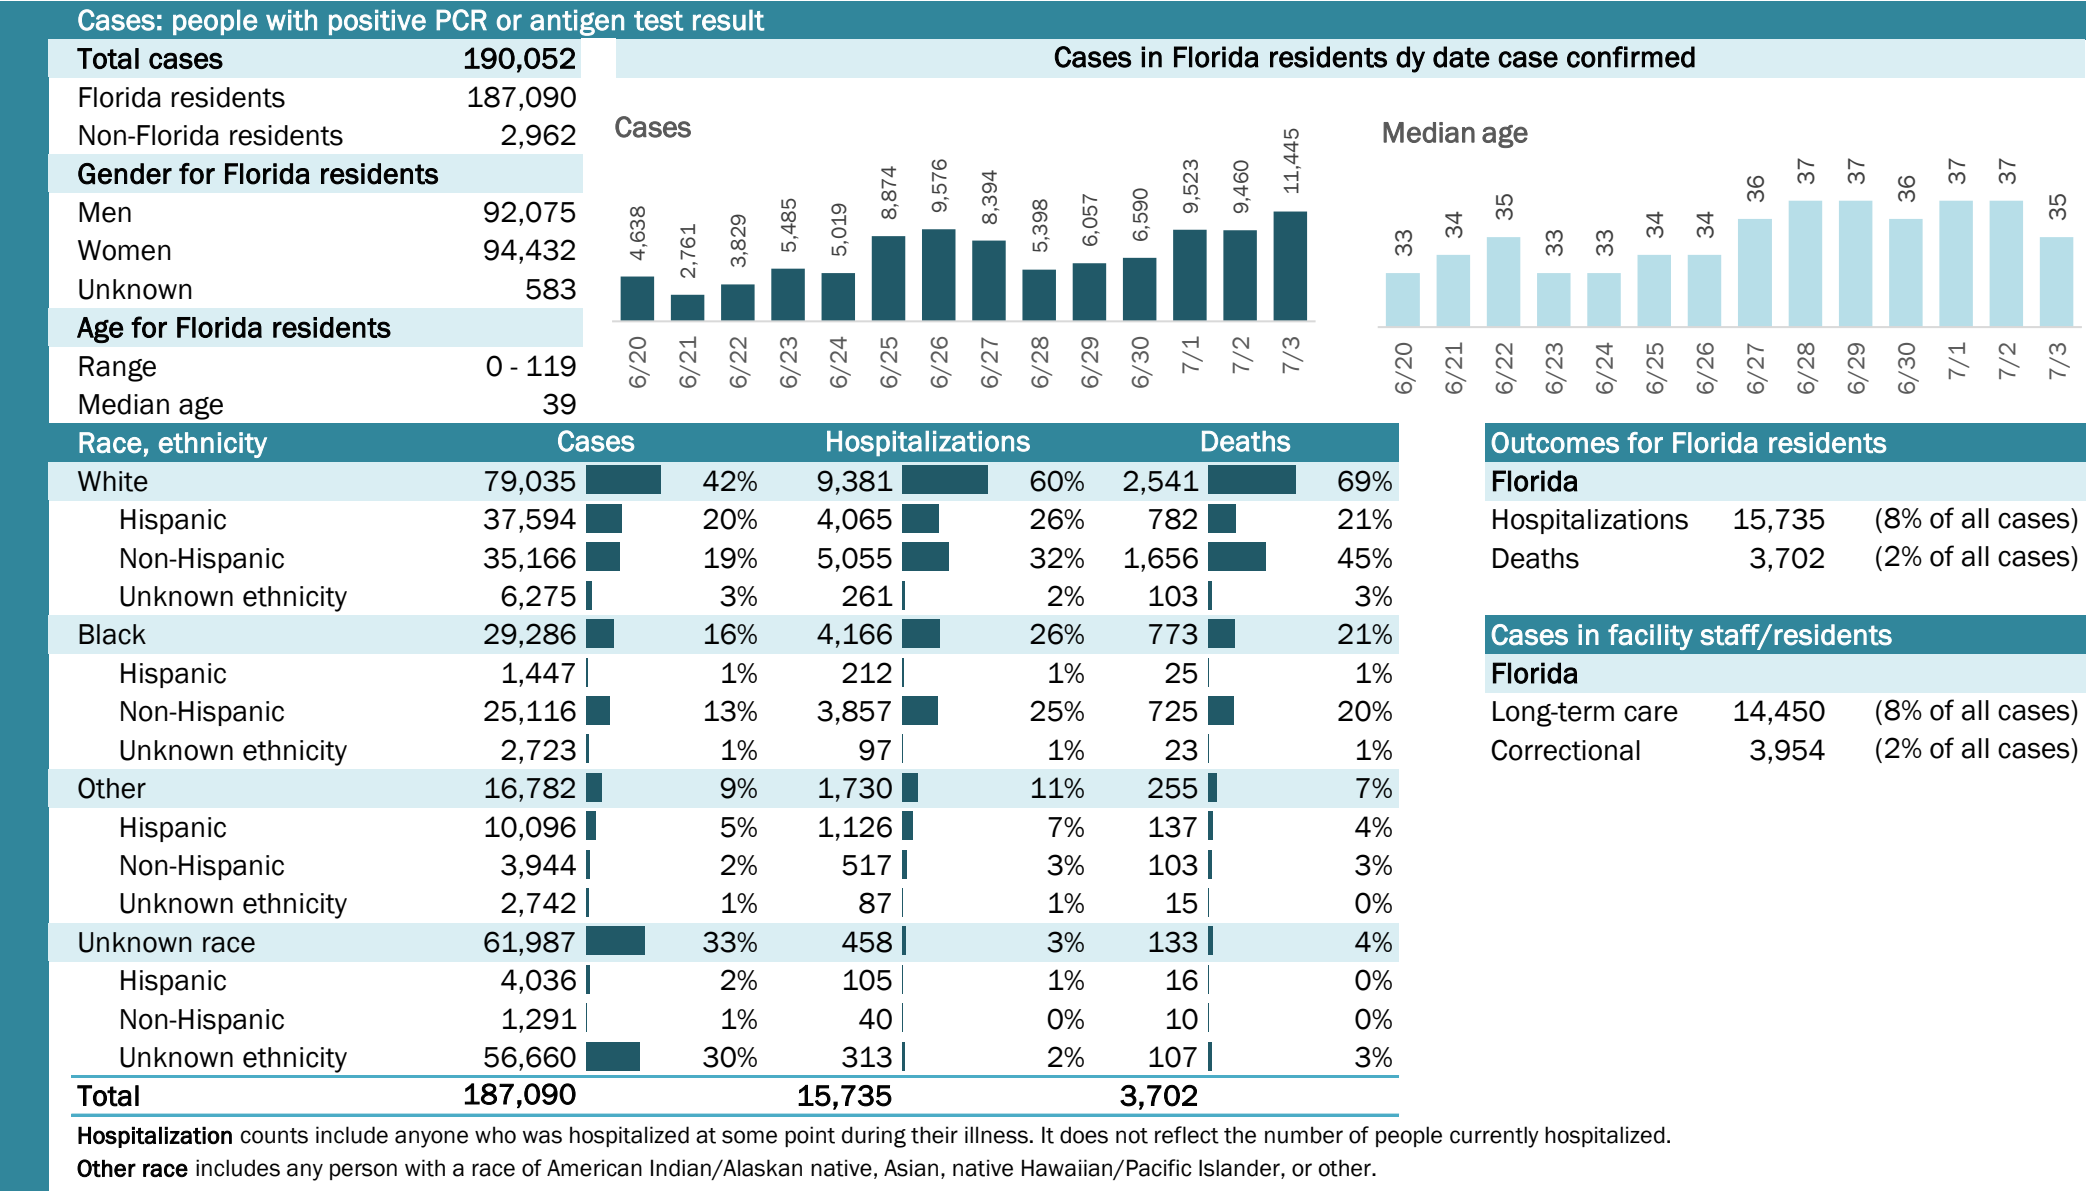 Cases: people with positive PCR or antigen test result
Total cases 190,052
Florida residents 187,090
Non-Florida residents 2,962
Gender for Florida residents
Men 92,075
Women 94,432
Unknown 583
Age for Florida residents
Range 0 - 119
Median age 39
Cases in Florida residents dy date case confirmed
Cases
4,638 2,761 3,829 5,485 5,019 8,874 9,576 8,394 5,398 6,057 6,590 9,523 9,460 11,445
6/20 6/21 6/22 6/23 6/24 6/25 6/26 6/27 6/28 6/29 6/30 7/1 7/2 7/3
Median age
33 34 35 33 33 34 34 36 37 37 36 37 37 35
6/20 6/21 6/22 6/23 6/24 6/25 6/26 6/27 6/28 6/29 6/30 7/1 7/2 7/3
Race, ethnicity Cases Hospitalizations Deaths
White 79,035 42% 9,381 60% 2,541 69%
Hispanic 37,594 20% 4,065 26% 782 21%
Non-Hispanic 35,166 19% 5,055 32% 1,656 45%
Unknown ethnicity 6,275 3% 261 2% 103 3%
Black 29,286 16% 4,166 26% 773 21%
Hispanic 1,447 1% 212 1% 25 1%
Non-Hispanic 25,116 13% 3,857 25% 725 20%
Unknown ethnicity 2,723 1% 97 1% 23 1%
Other 16,782 9% 1,730 11% 255 7%
Hispanic 10,096 5% 1,126 7% 137 4%
Non-Hispanic 3,944 2% 517 3% 103 3%
Unknown ethnicity 2,742 1% 87 1% 15 0%
Unknown race 61,987 33% 458 3% 133 4%
Hispanic 4,036 2% 105 1% 16 0%
Non-Hispanic 1,291 1% 40 0% 10 0%
Unknown ethnicity 56,660 30% 313 2% 107 3%
Total 187,090 15,735 3,702
Outcomes for Florida residents
Florida
Hospitalizations 15,735 (8% of all cases)
Deaths 3,702 (2% of all cases)
Cases in facility staff/residents
Florida
Long-term care 14,450 (8% of all cases)
Correctional 3,954 (2% of all cases)
Hospitalization counts include anyone who was hospitalized at some point during their illness. It does not reflect the number of people currently hospitalized.
Other race includes any person with a race of American Indian/Alaskan native, Asian, native Hawaiian/Pacific Islander, or other.